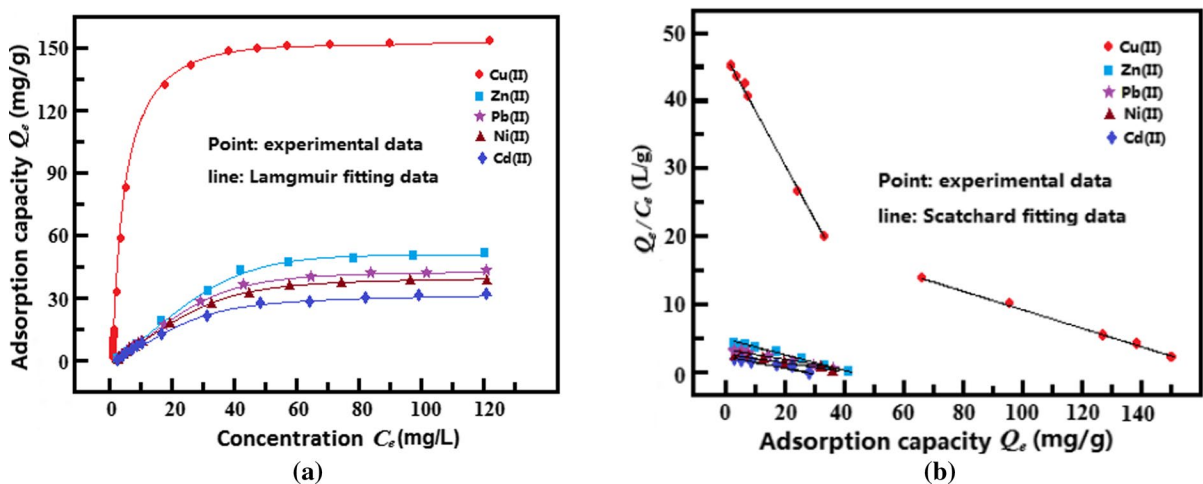 Adsorption capacity Qe (mg/g)
150
120
90
60
30
0
Cu(II)
Zn(II)
Pb(II)
Ni(II)
Cd(II)
Point: experimental data
line: Lamgmuir fitting data
0 20 40 60 80 100 120
Concentration Ce (mg/L)
(a)
Qe/Ce (L/g)
50
40
30
20
10
0
Cu(II)
Zn(II)
Pb(II)
Ni(II)
Cd(II)
Point: experimental data
line: Scatchard fitting data
0 20 40 60 80 100 120 140
Adsorption capacity Qe (mg/g)
(b)